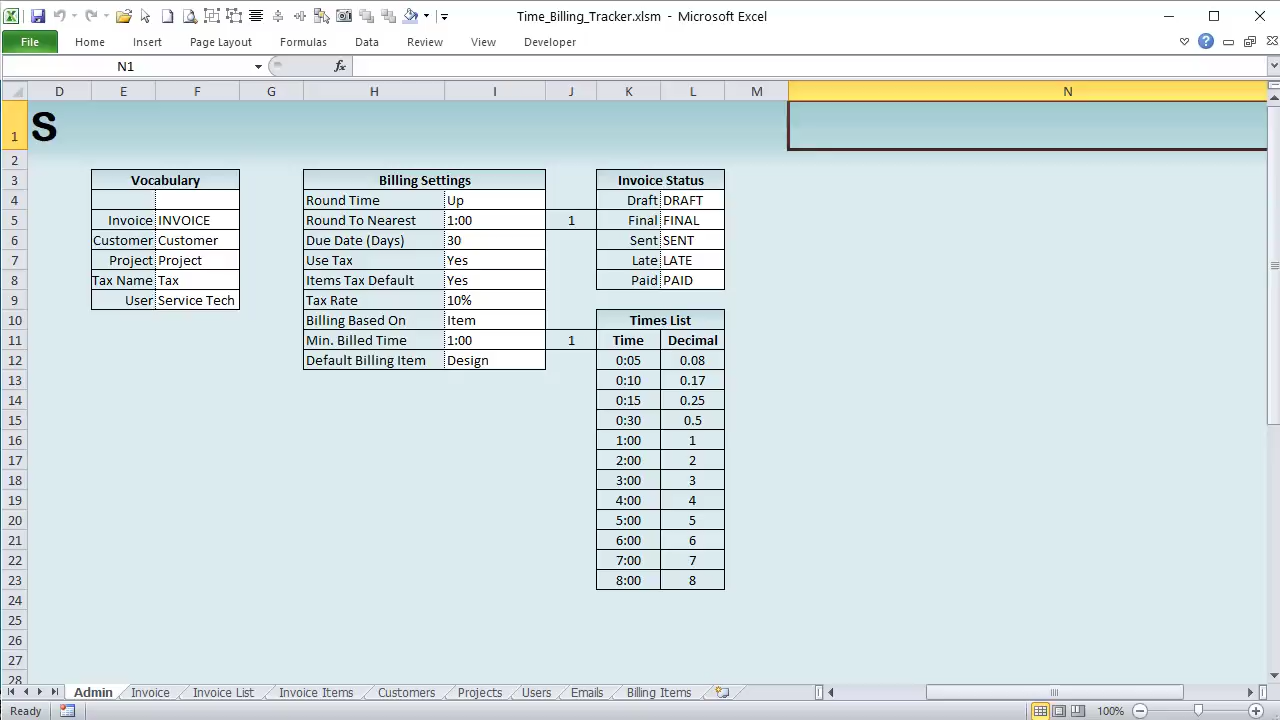 Time_Billing_Tracker.xlsm - Microsoft Excel
File Home Insert Page Layout Formulas Data Review View Developer
N1 fx
D E F G H I J K L M N
1 S
2
3 Vocabulary Billing Settings Invoice Status
4 Round Time Up Draft DRAFT
5 Invoice INVOICE Round To Nearest 1:00 1 Final FINAL
6 Customer Customer Due Date (Days) 30 Sent SENT
7 Project Project Use Tax Yes Late LATE
8 Tax Name Tax Items Tax Default Yes Paid PAID
9 User Service Tech Tax Rate 10%
10 Billing Based On Item Times List
11 Min. Billed Time 1:00 1 Time Decimal
12 Default Billing Item Design 0:05 0.08
13 0:10 0.17
14 0:15 0.25
15 0:30 0.5
16 1:00 1
17 2:00 2
18 3:00 3
19 4:00 4
20 5:00 5
21 6:00 6
22 7:00 7
23 8:00 8
24
25
26
27
28
Admin Invoice Invoice List Invoice Items Customers Projects Users Emails Billing Items
Ready 100%